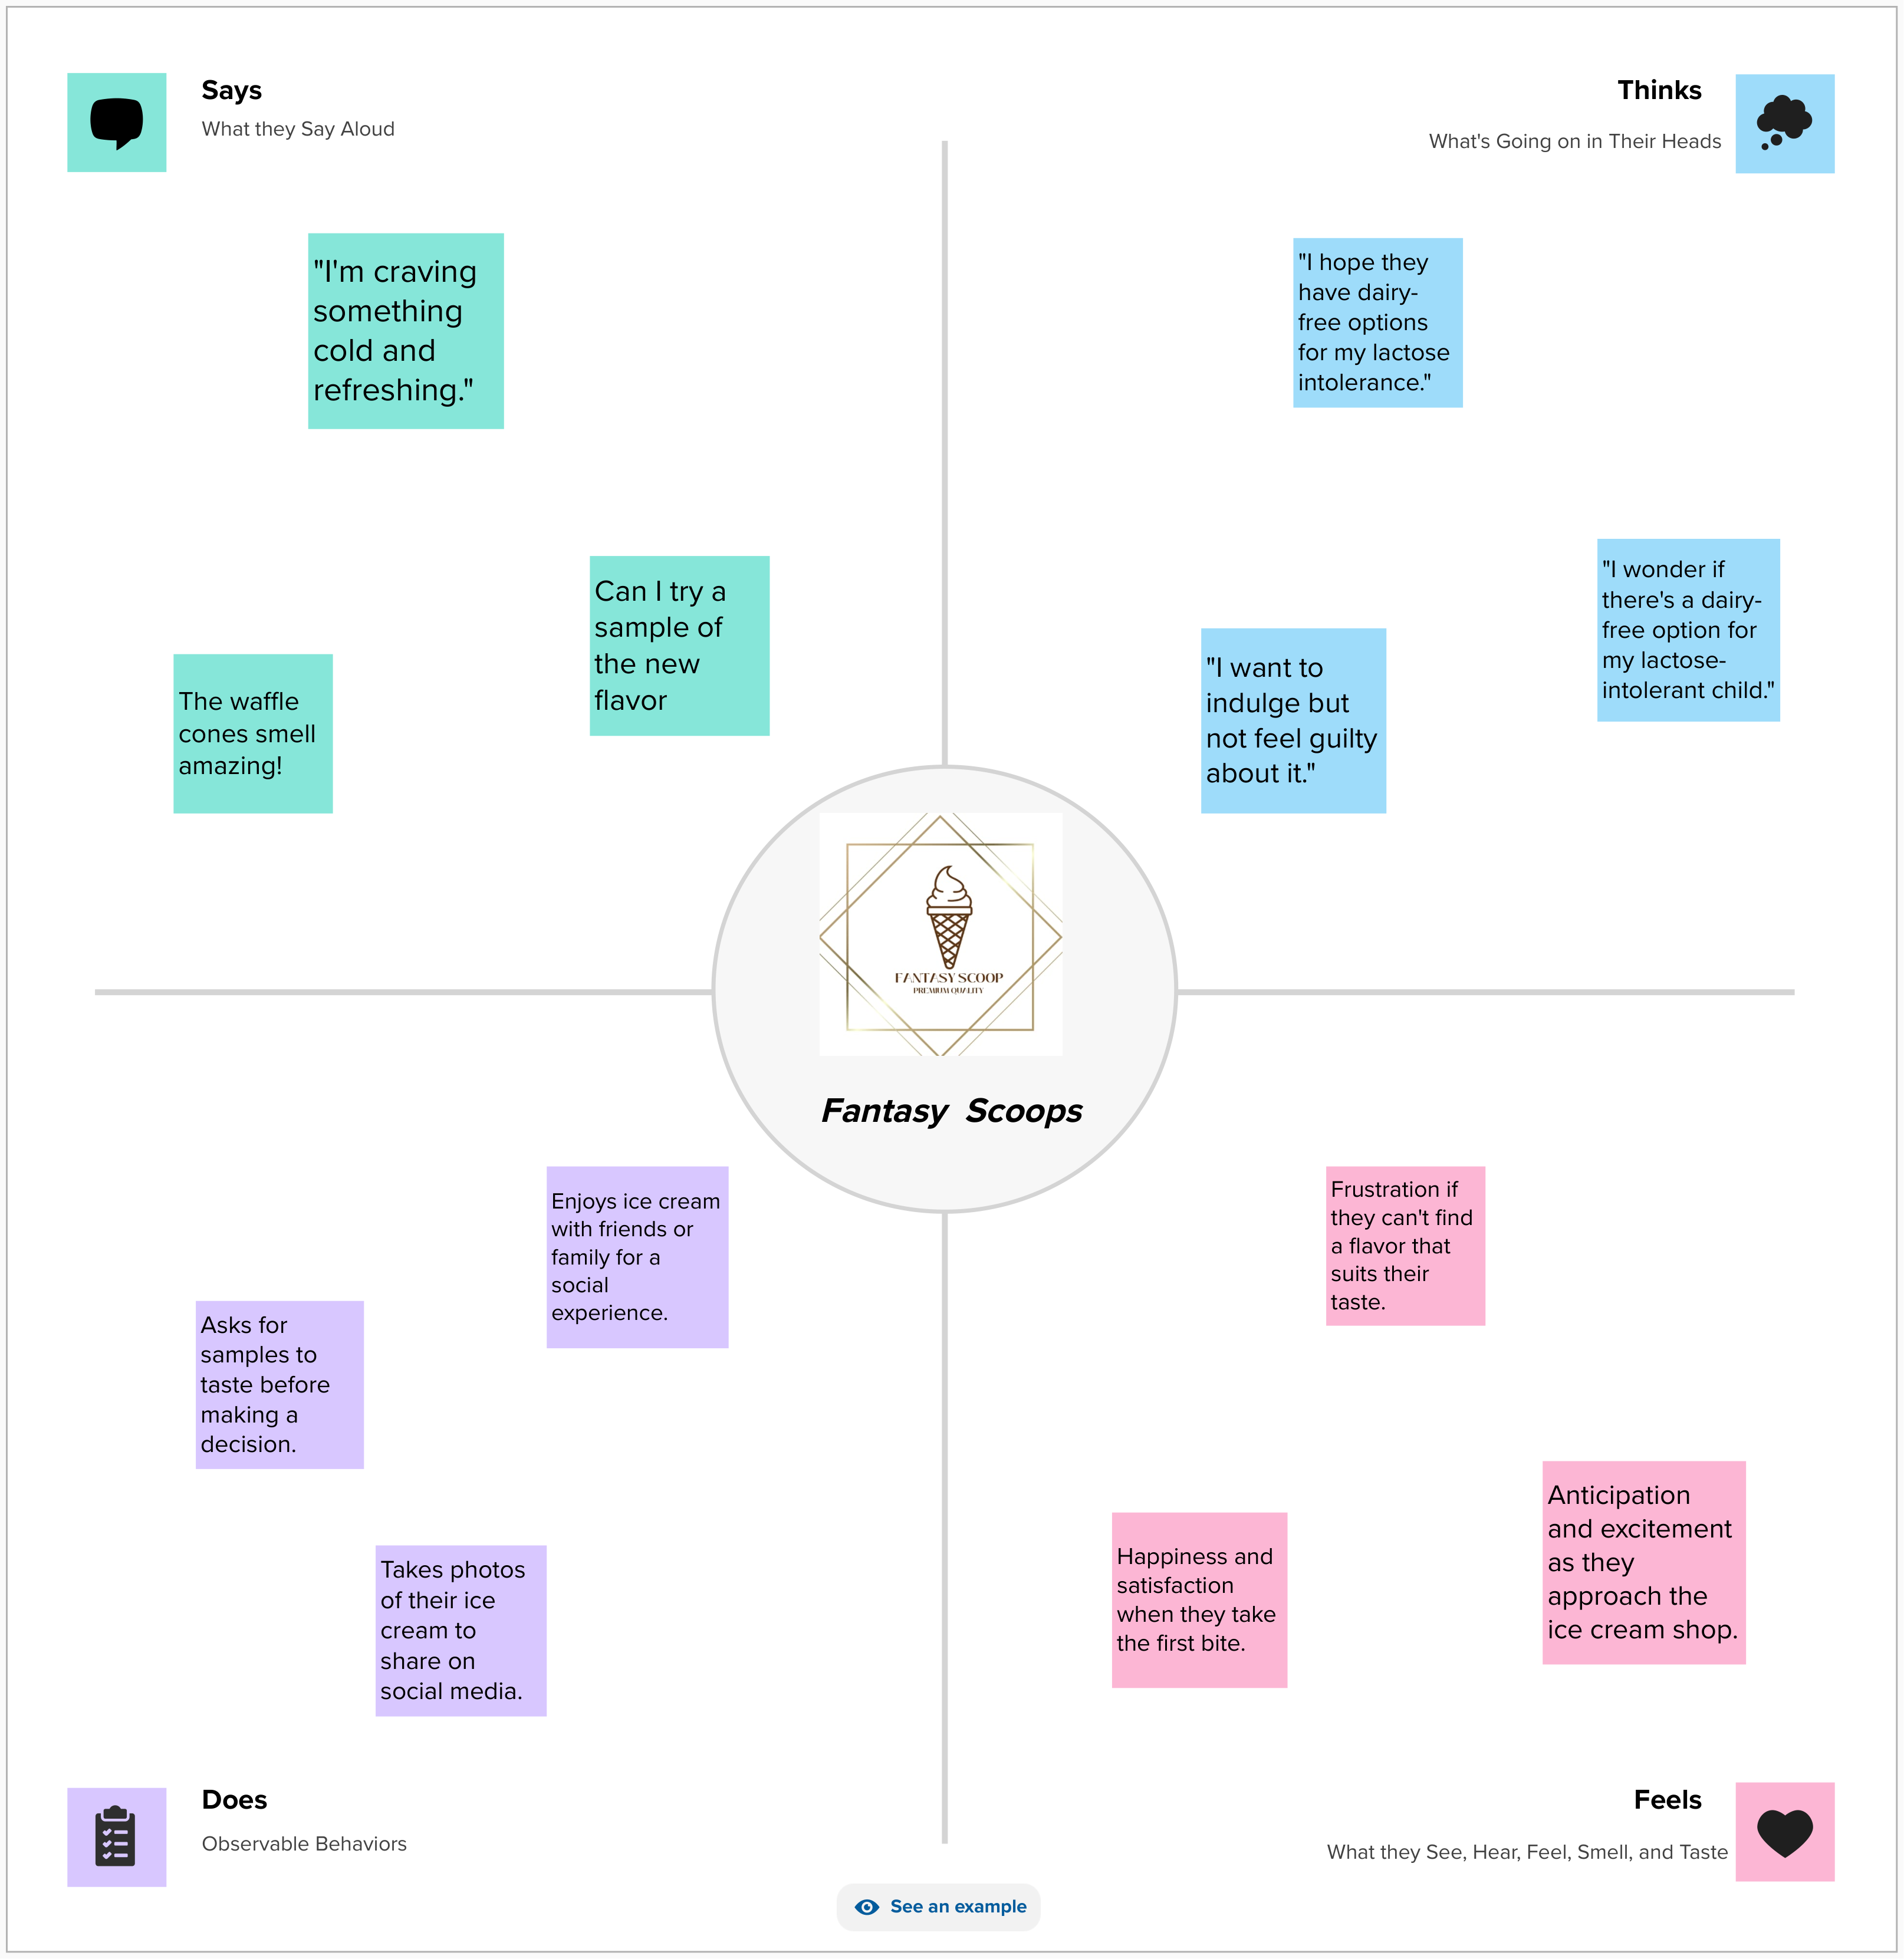 Says
What they Say Aloud
Thinks
What's Going on in Their Heads
"I'm craving
something
cold and
refreshing."
Can I try a
sample of
the new
flavor
The waffle
cones smell
amazing!
"I hope they
have dairy-
free options
for my lactose
intolerance."
"I wonder if
there's a dairy-
free option for
my lactose-
intolerant child."
"I want to
indulge but
not feel guilty
about it."
FANTASY SCOOP
PREMIUM QUALITY
Fantasy Scoops
Enjoys ice cream
with friends or
family for a
social
experience.
Asks for
samples to
taste before
making a
decision.
Takes photos
of their ice
cream to
share on
social media.
Frustration if
they can't find
a flavor that
suits their
taste.
Anticipation
and excitement
as they
approach the
ice cream shop.
Happiness and
satisfaction
when they take
the first bite.
Does
Observable Behaviors
Feels
What they See, Hear, Feel, Smell, and Taste
See an example